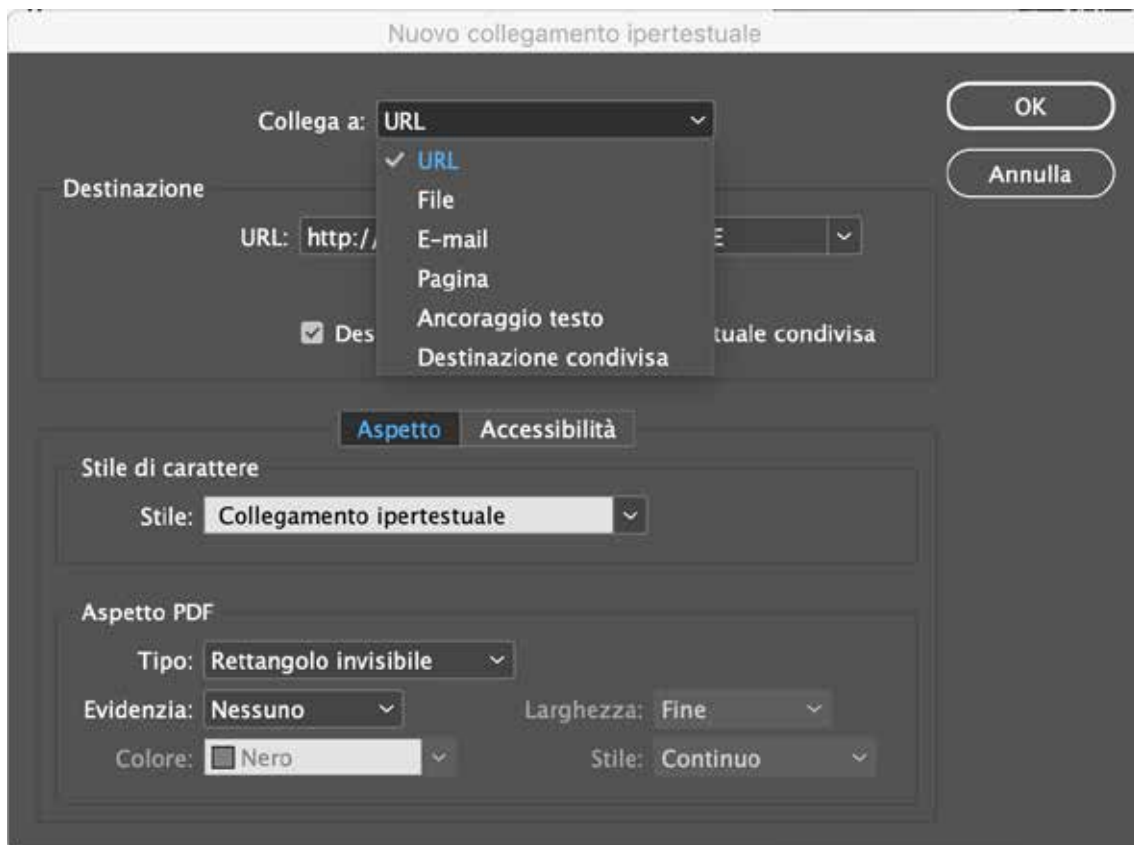 Nuovo collegamento ipertestuale
Collega a: URL
OK
URL
Annulla
Destinazione
File
URL: http://
E-mail
Pagina
Ancoraggio testo
tuale condivisa
Destinazione condivisa
Aspetto Accessibilità
Stile di carattere
Stile: Collegamento ipertestuale
Aspetto PDF
Tipo: Rettangolo invisibile
Evidenzia: Nessuno Larghezza: Fine
Colore: Nero Stile: Continuo